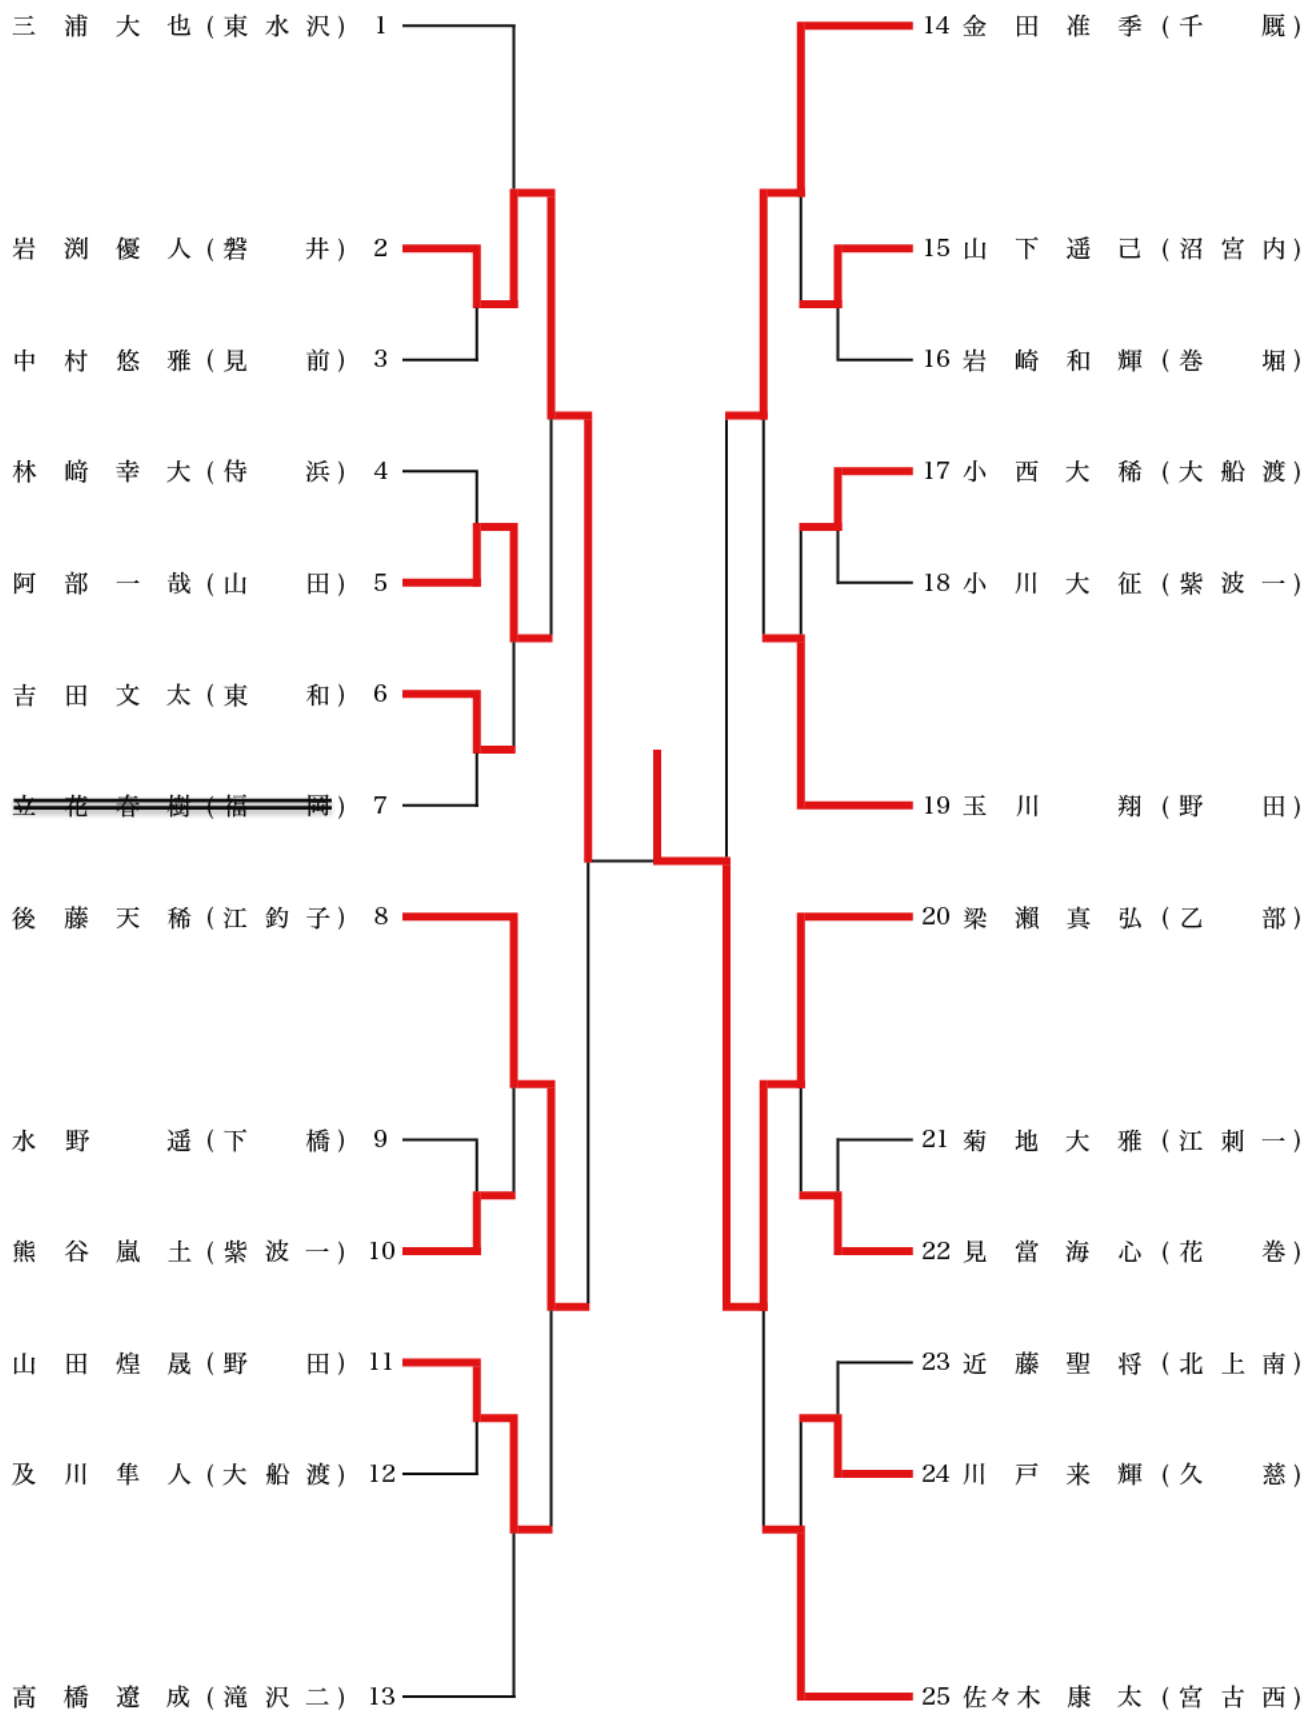 三浦大也(東水沢) 1
岩渕優人(磐井) 2
中村悠雅(見前) 3
林﨑幸大(侍浜) 4
阿部一哉(山田) 5
吉田文太(東和) 6
立花春樹(福岡) 7
後藤天稀(江釣子) 8
水野遥(下橋) 9
熊谷嵐士(紫波一) 10
山田煌晟(野田) 11
及川隼人(大船渡) 12
高橋遼成(滝沢二) 13
14 金田准季(千厩)
15 山下遥己(沼宮内)
16 岩崎和輝(巻堀)
17 小西大稀(大船渡)
18 小川大征(紫波一)
19 玉川翔(野田)
20 梁瀬真弘(乙部)
21 菊地大雅(江刺一)
22 見當海心(花巻)
23 近藤聖将(北上南)
24 川戸来輝(久慈)
25 佐々木康太(宮古西)